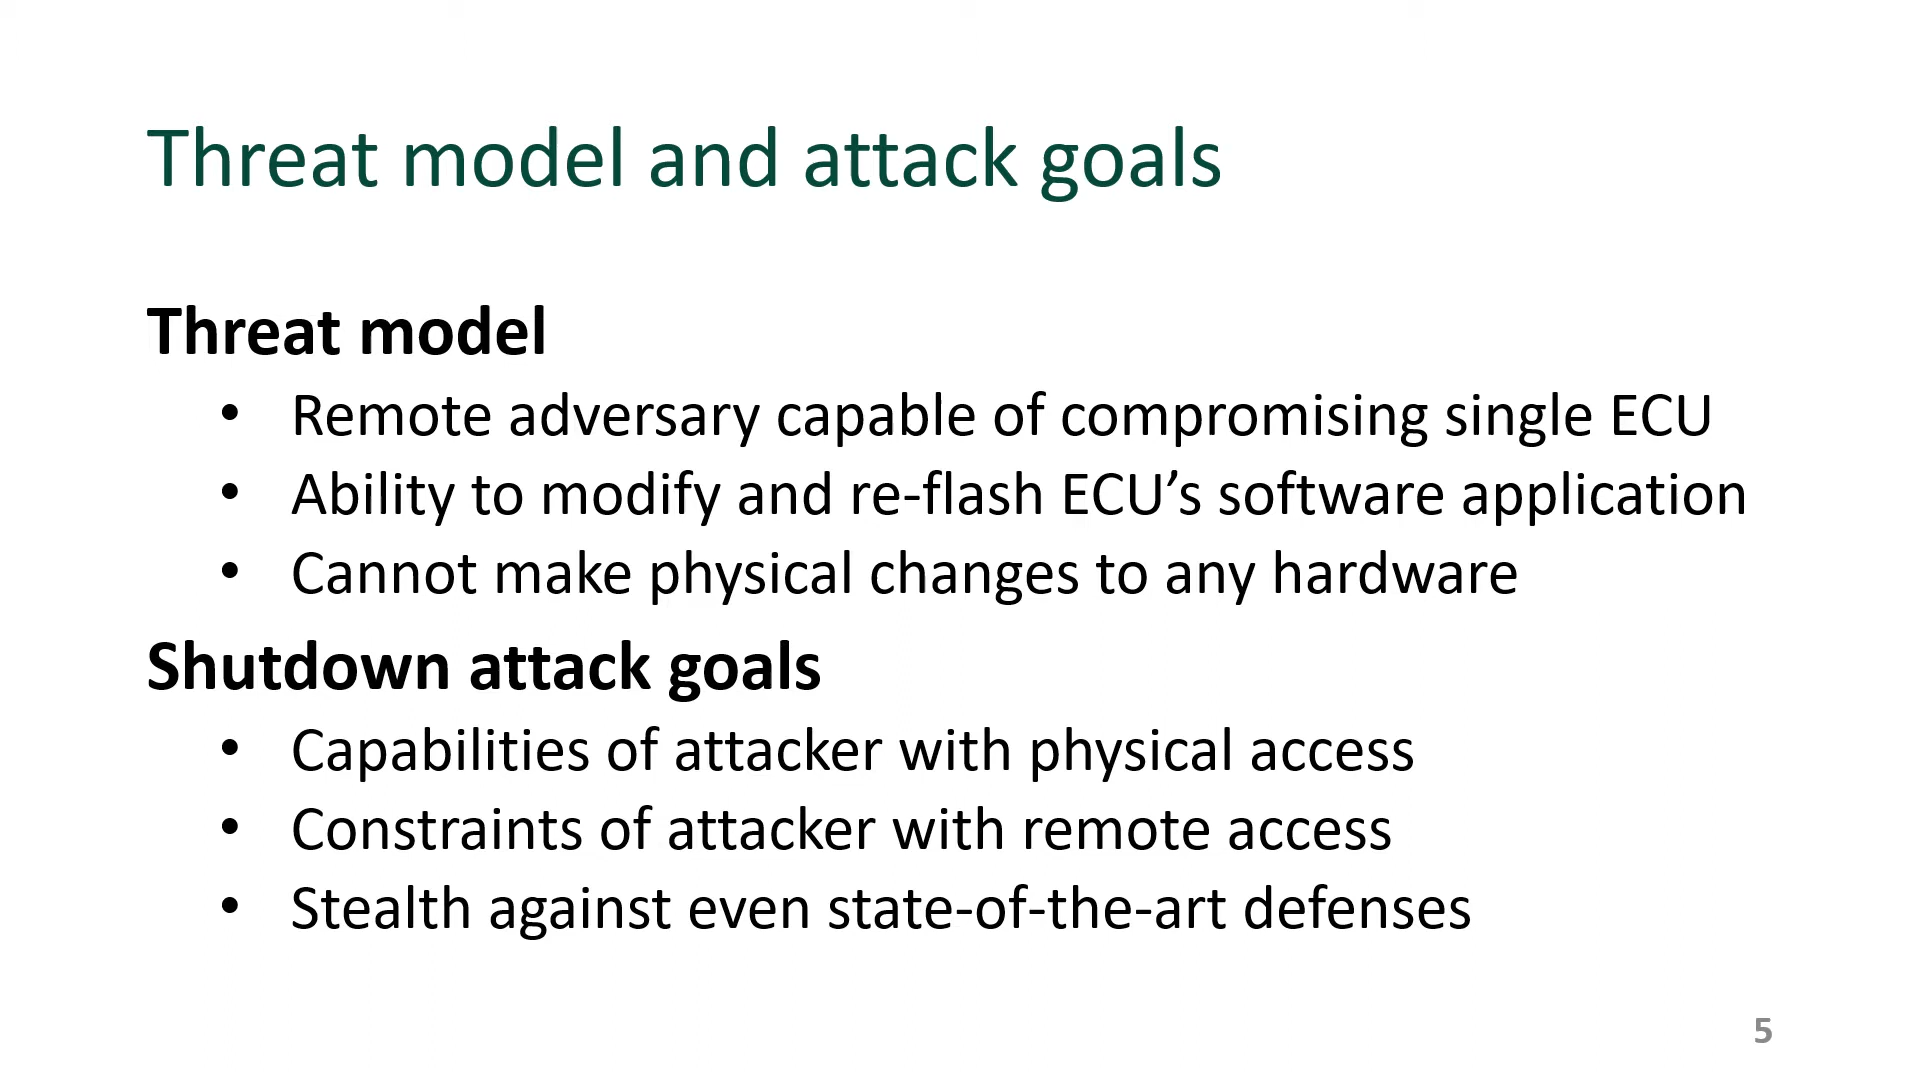 Threat model and attack goals
Threat model
• Remote adversary capable of compromising single ECU
• Ability to modify and re-flash ECU’s software application
• Cannot make physical changes to any hardware
Shutdown attack goals
• Capabilities of attacker with physical access
• Constraints of attacker with remote access
• Stealth against even state-of-the-art defenses
5